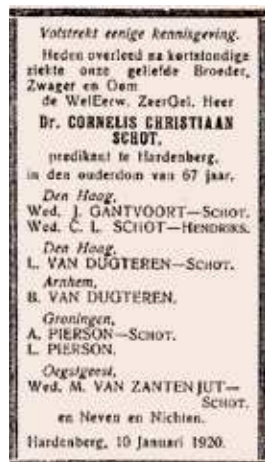 Volstrekt eenige kennisgeving.
Heden overleed na kortstondige
ziekte onze geliefde Broeder,
Zwager en Oom
de WelEerw. ZeerGel. Heer
Dr. CORNELIS CHRISTIAAN
SCHOT,
predikant te Hardenberg,
in den ouderdom van 67 jaar.
Den Haag,
Wed. J. GANTVOORT—SCHOT.
Wed. C. L. SCHOT—HENDRIKS.
Den Haag,
L. VAN DUGTEREN—SCHOT.
Arnhem,
B. VAN DUGTEREN.
Groningen,
A. PIERSON—SCHOT.
L. PIERSON.
Oegstgeest,
Wed. M. VAN ZANTEN JUT—
SCHOT.
en Neven en Nichten.
Hardenberg, 10 Januari 1920.